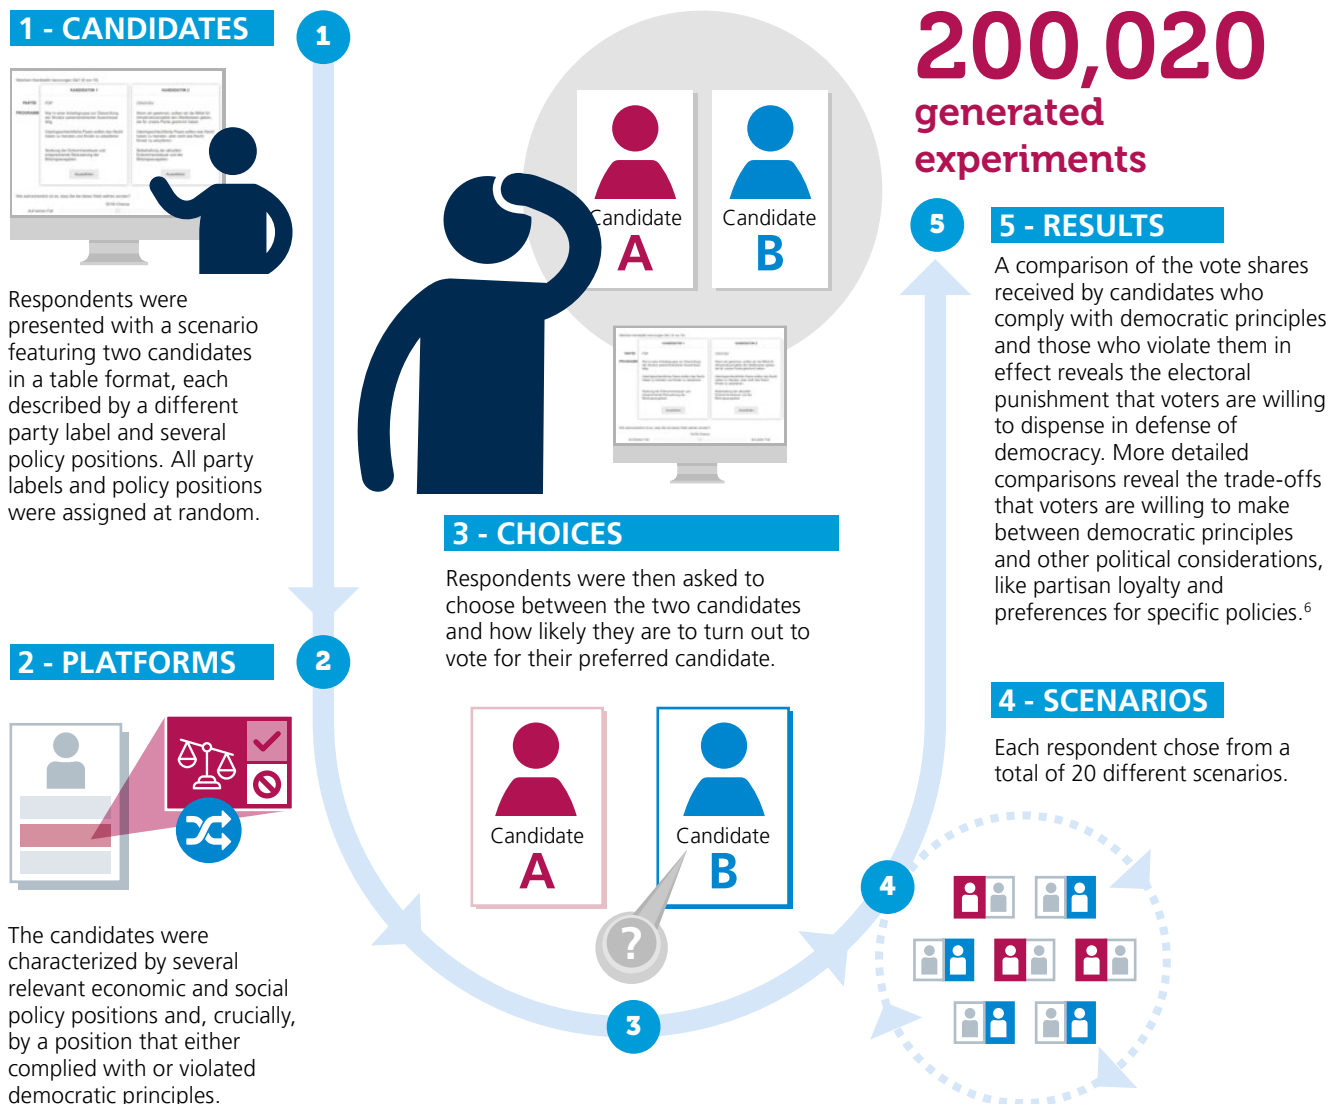 1 - CANDIDATES
1
Respondents were
presented with a scenario
featuring two candidates
in a table format, each
described by a different
party label and several
policy positions. All party
labels and policy positions
were assigned at random.
2 - PLATFORMS
2
The candidates were
characterized by several
relevant economic and social
policy positions and, crucially,
by a position that either
complied with or violated
democratic principles.
Candidate
A
Candidate
B
3 - CHOICES
Respondents were then asked to
choose between the two candidates
and how likely they are to turn out to
vote for their preferred candidate.
Candidate
A
Candidate
B
?
3
4
4 - SCENARIOS
Each respondent chose from a
total of 20 different scenarios.
200,020
generated
experiments
5
5 - RESULTS
A comparison of the vote shares
received by candidates who
comply with democratic principles
and those who violate them in
effect reveals the electoral
punishment that voters are willing
to dispense in defense of
democracy. More detailed
comparisons reveal the trade-offs
that voters are willing to make
between democratic principles
and other political considerations,
like partisan loyalty and
preferences for specific policies.6